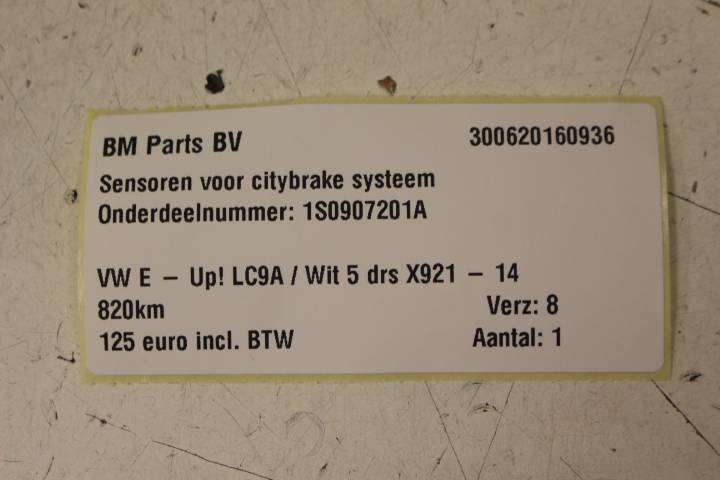 BM Parts BV 300620160936
Sensoren voor citybrake systeem
Onderdeelnummer: 1S0907201A
VW E – Up! LC9A / Wit 5 drs X921 – 14
820km Verz: 8
125 euro incl. BTW Aantal: 1